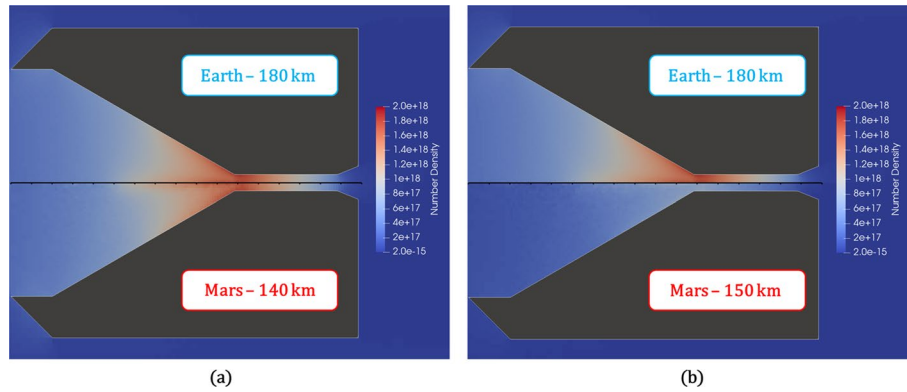 Earth – 180 km
2.0e+18
1.8e+18
1.6e+18
1.4e+18
1.2e+18
1e+18
8e+17
6e+17
4e+17
2e+17
2.0e-15
Number Density
Mars – 140 km
(a)
Earth – 180 km
2.0e+18
1.8e+18
1.6e+18
1.4e+18
1.2e+18
1e+18
8e+17
6e+17
4e+17
2e+17
2.0e-15
Number Density
Mars – 150 km
(b)